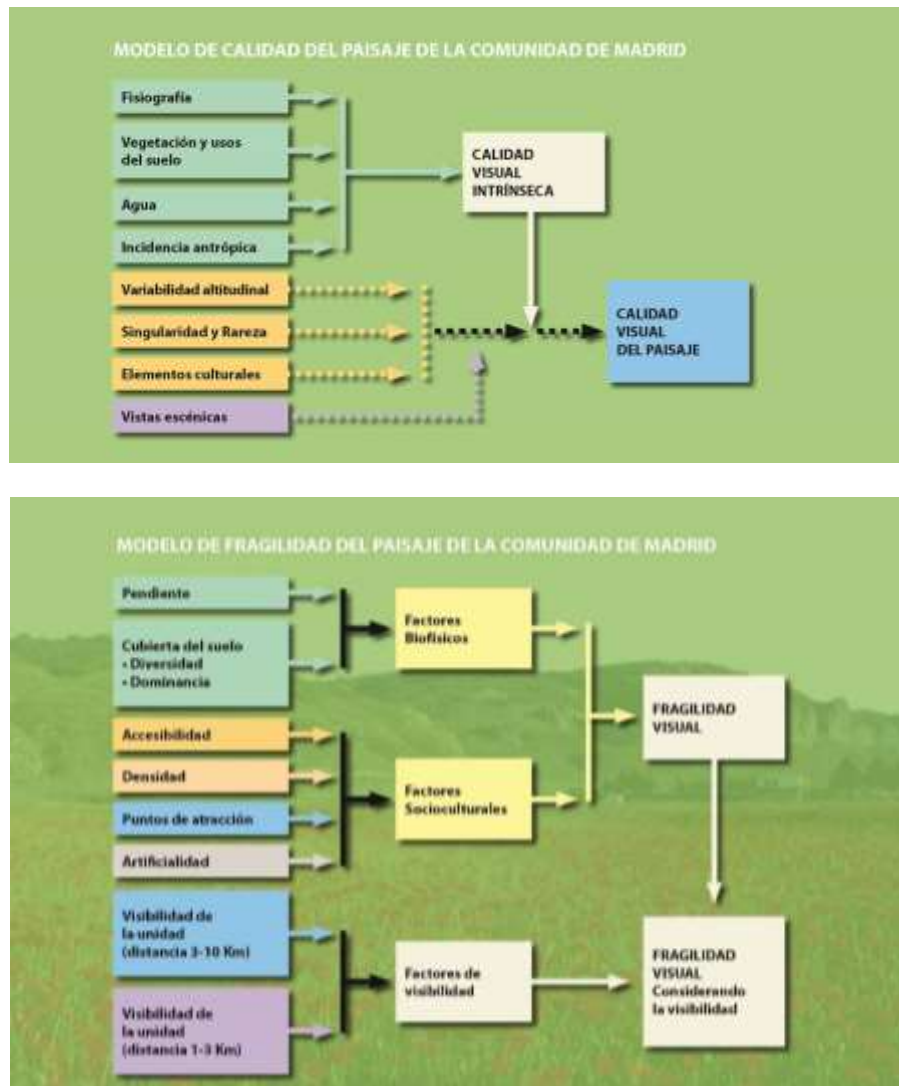 MODELO DE CALIDAD DEL PAISAJE DE LA COMUNIDAD DE MADRID
Fisiografía
Vegetación y usos
del suelo
Agua
Incidencia antrópica
Variabilidad altitudinal
Singularidad y Rareza
Elementos culturales
Vistas escénicas
CALIDAD
VISUAL
INTRÍNSECA
CALIDAD
VISUAL
DEL PAISAJE
MODELO DE FRAGILIDAD DEL PAISAJE DE LA COMUNIDAD DE MADRID
Pendiente
Cubierta del suelo
• Diversidad
• Dominancia
Accesibilidad
Densidad
Puntos de atracción
Artificialidad
Visibilidad de
la unidad
(distancia 3-10 Km)
Visibilidad de
la unidad
(distancia 1-3 Km)
Factores
Biofísicos
Factores
Socioculturales
Factores de
visibilidad
FRAGILIDAD
VISUAL
FRAGILIDAD
VISUAL
Considerando
la visibilidad